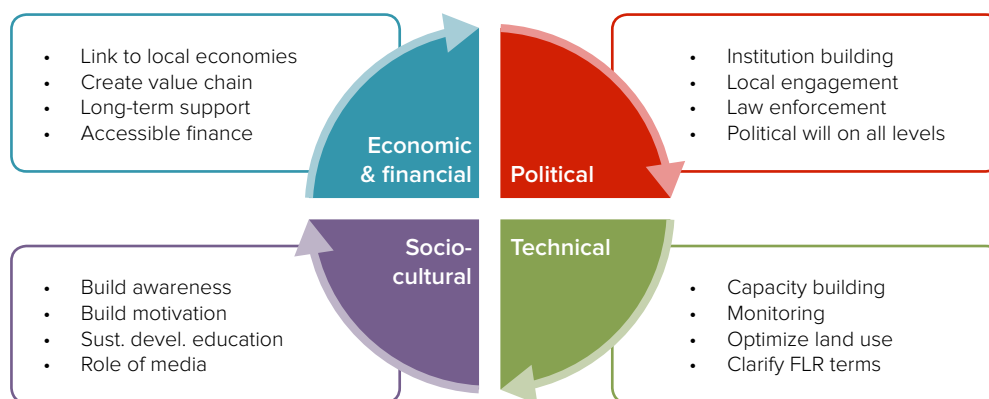 • Link to local economies
• Create value chain
• Long-term support
• Accessible finance
Economic
& financial
Political
• Institution building
• Local engagement
• Law enforcement
• Political will on all levels
• Build awareness
• Build motivation
• Sust. devel. education
• Role of media
Socio-
cultural
Technical
• Capacity building
• Monitoring
• Optimize land use
• Clarify FLR terms